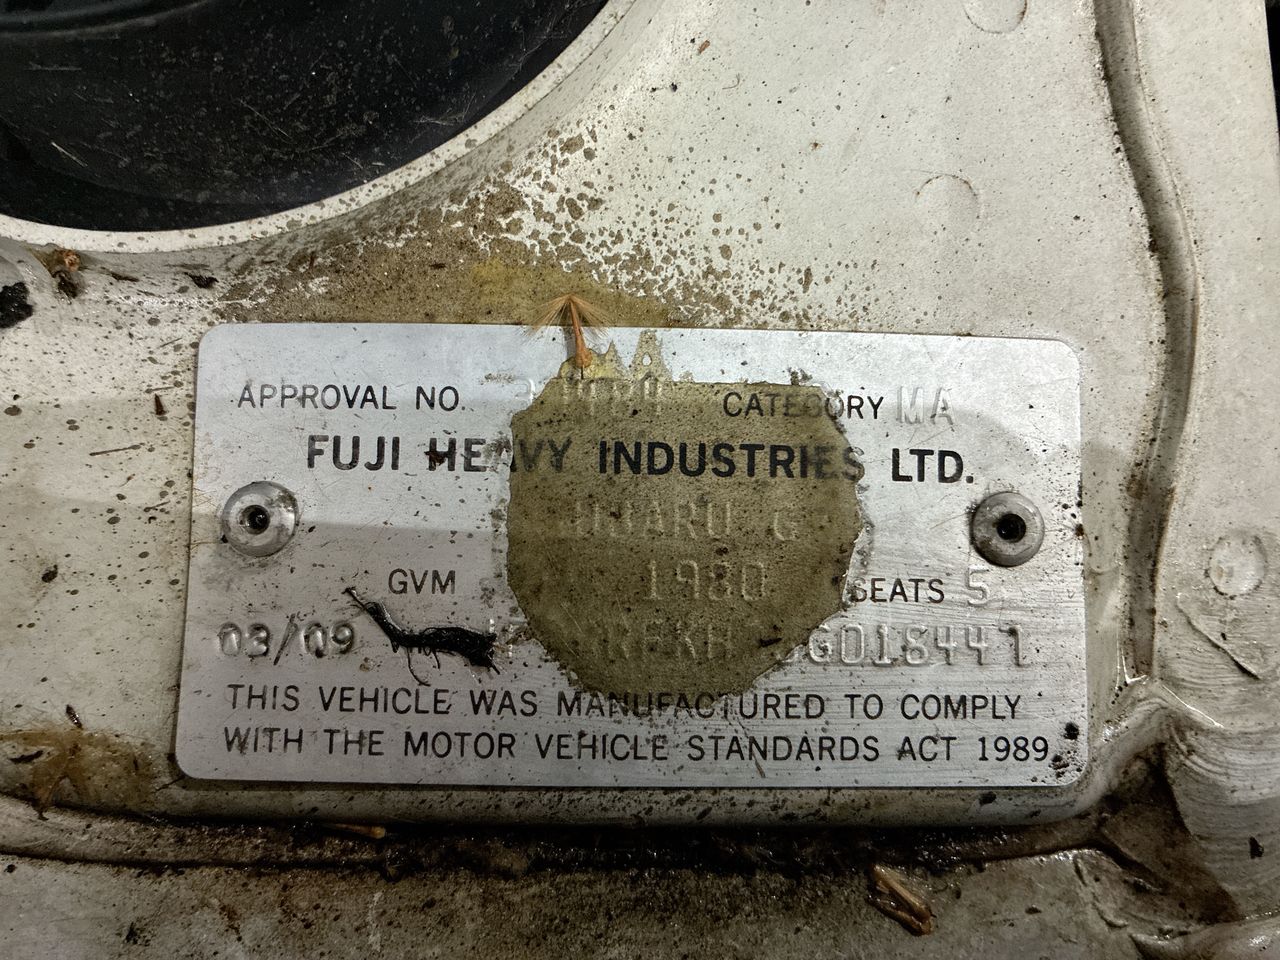 APPROVAL NO. CATEGORY MA
FUJI HEAVY INDUSTRIES LTD.
GVM 1980 SEATS 5
03/09
THIS VEHICLE WAS MANUFACTURED TO COMPLY
WITH THE MOTOR VEHICLE STANDARDS ACT 1989